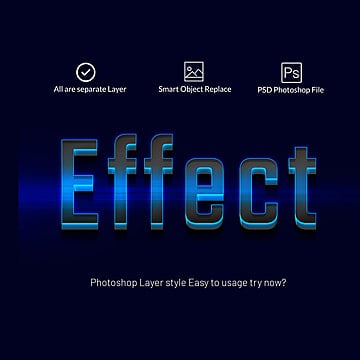 All are separate Layer
Smart Object Replace
Ps
PSD Photoshop File
Effect
Photoshop Layer style Easy to usage try now?